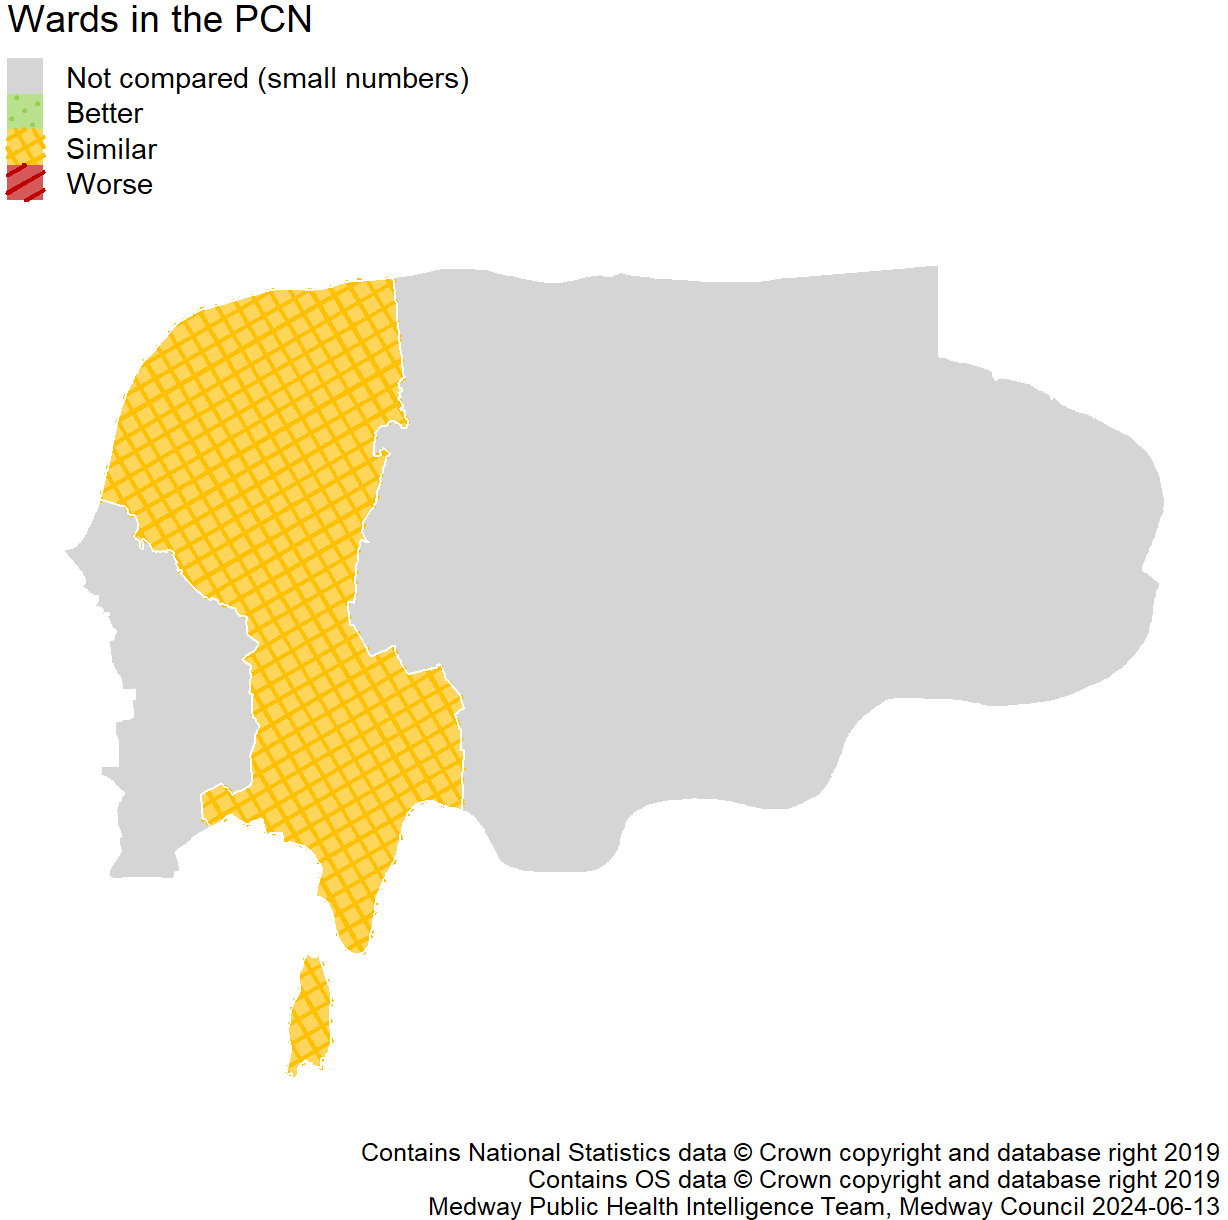 Wards in the PCN
Not compared (small numbers)
Better
Similar
Worse
Contains National Statistics data © Crown copyright and database right 2019
Contains OS data © Crown copyright and database right 2019
Medway Public Health Intelligence Team, Medway Council 2024-06-13